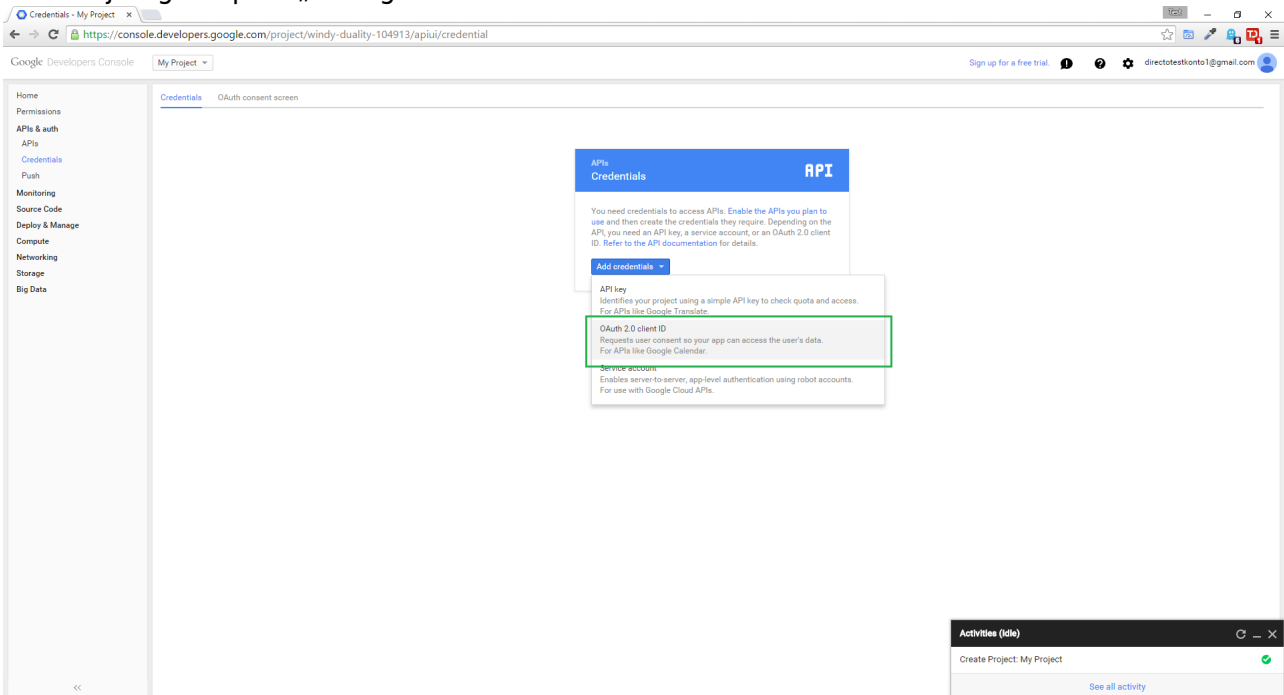 Credentials - My Project
Test
https://console.developers.google.com/project/windy-duality-104913/apiui/credential
Google Developers Console
My Project
Sign up for a free trial.
directotestkonto1@gmail.com
Home
Permissions
APIs & auth
APIs
Credentials
Push
Monitoring
Source Code
Deploy & Manage
Compute
Networking
Storage
Big Data
Credentials
OAuth consent screen
APIs
Credentials
API
You need credentials to access APIs. Enable the APIs you plan to
use and then create the credentials they require. Depending on the
API, you need an API key, a service account, or an OAuth 2.0 client
ID. Refer to the API documentation for details.
Add credentials
API key
Identifies your project using a simple API key to check quota and access.
For APIs like Google Translate.
OAuth 2.0 client ID
Requests user consent so your app can access the user's data.
For APIs like Google Calendar.
Service account
Enables server-to-server, app-level authentication using robot accounts.
For use with Google Cloud APIs.
Activities (Idle)
Create Project: My Project
See all activity